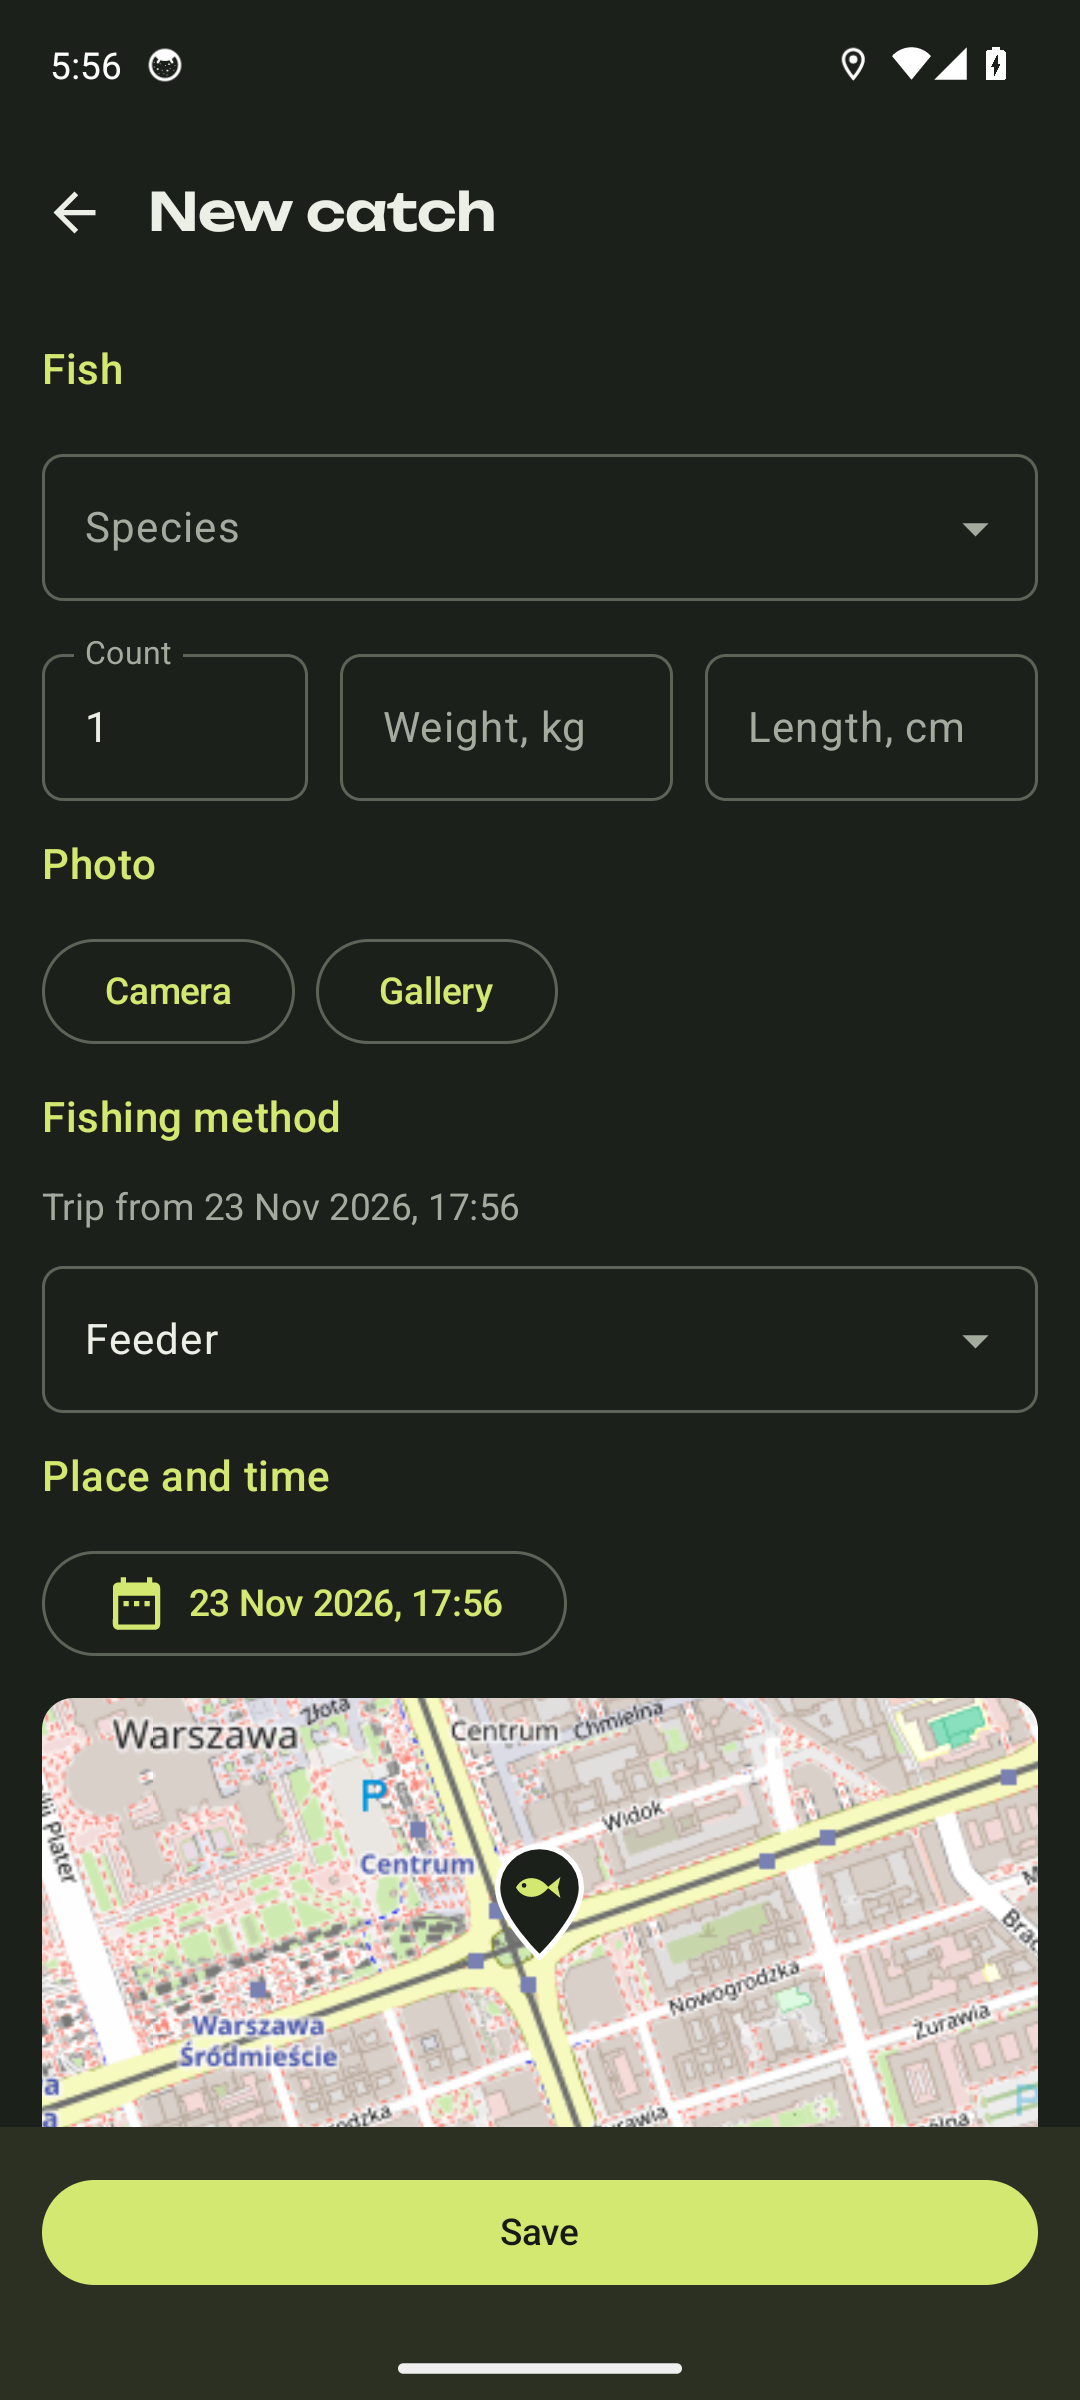 5:56
New catch
Fish
Species
Count
1
Weight, kg
Length, cm
Photo
Camera
Gallery
Fishing method
Trip from 23 Nov 2026, 17:56
Feeder
Place and time
23 Nov 2026, 17:56
Warszawa
Złota
Centrum
Chmielna
P
Widok
Plater
Centrum
Nowogrodzka
Warszawa
Śródmieście
Żurawia
P
Save